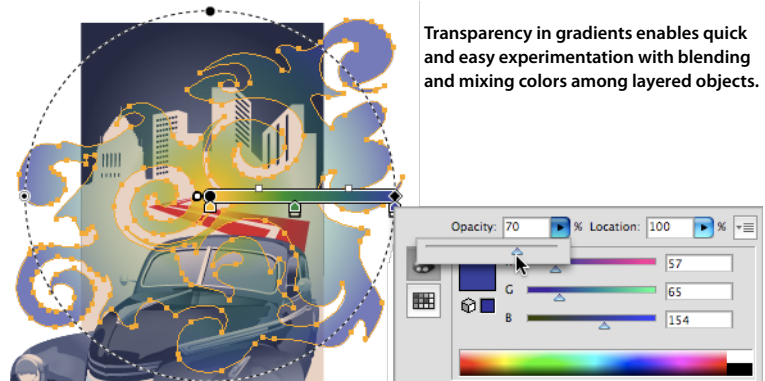 Transparency in gradients enables quick
and easy experimentation with blending
and mixing colors among layered objects.
Opacity: 70 % Location: 100 %
57
G 65
B 154